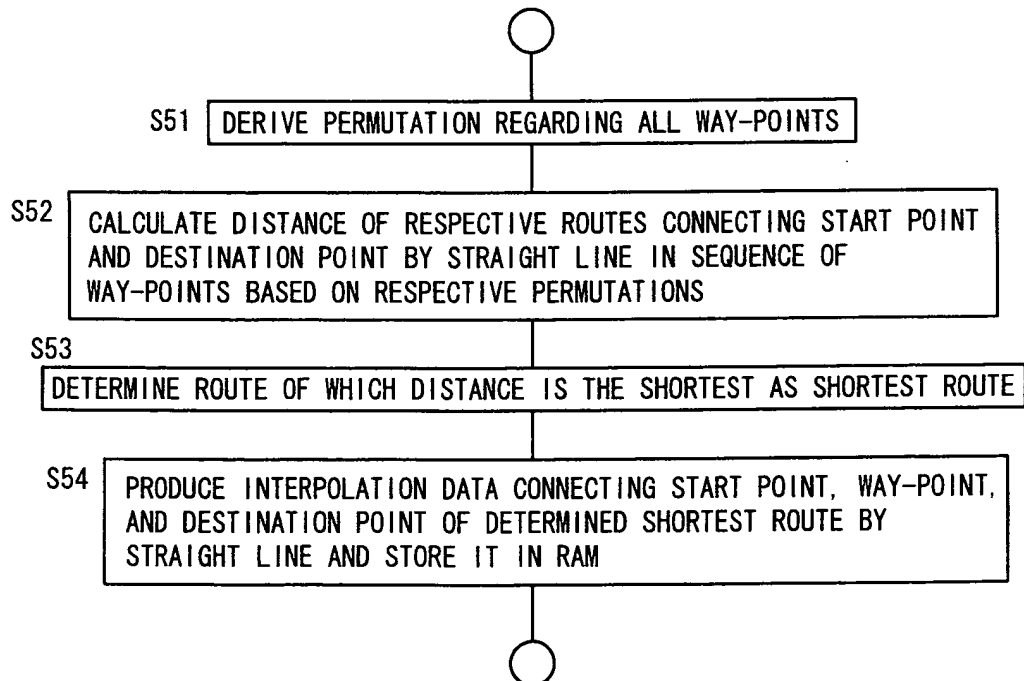 S51
DERIVE PERMUTATION REGARDING ALL WAY-POINTS
S52
CALCULATE DISTANCE OF RESPECTIVE ROUTES CONNECTING START POINT
AND DESTINATION POINT BY STRAIGHT LINE IN SEQUENCE OF
WAY-POINTS BASED ON RESPECTIVE PERMUTATIONS
S53
DETERMINE ROUTE OF WHICH DISTANCE IS THE SHORTEST AS SHORTEST ROUTE
S54
PRODUCE INTERPOLATION DATA CONNECTING START POINT, WAY-POINT,
AND DESTINATION POINT OF DETERMINED SHORTEST ROUTE BY
STRAIGHT LINE AND STORE IT IN RAM